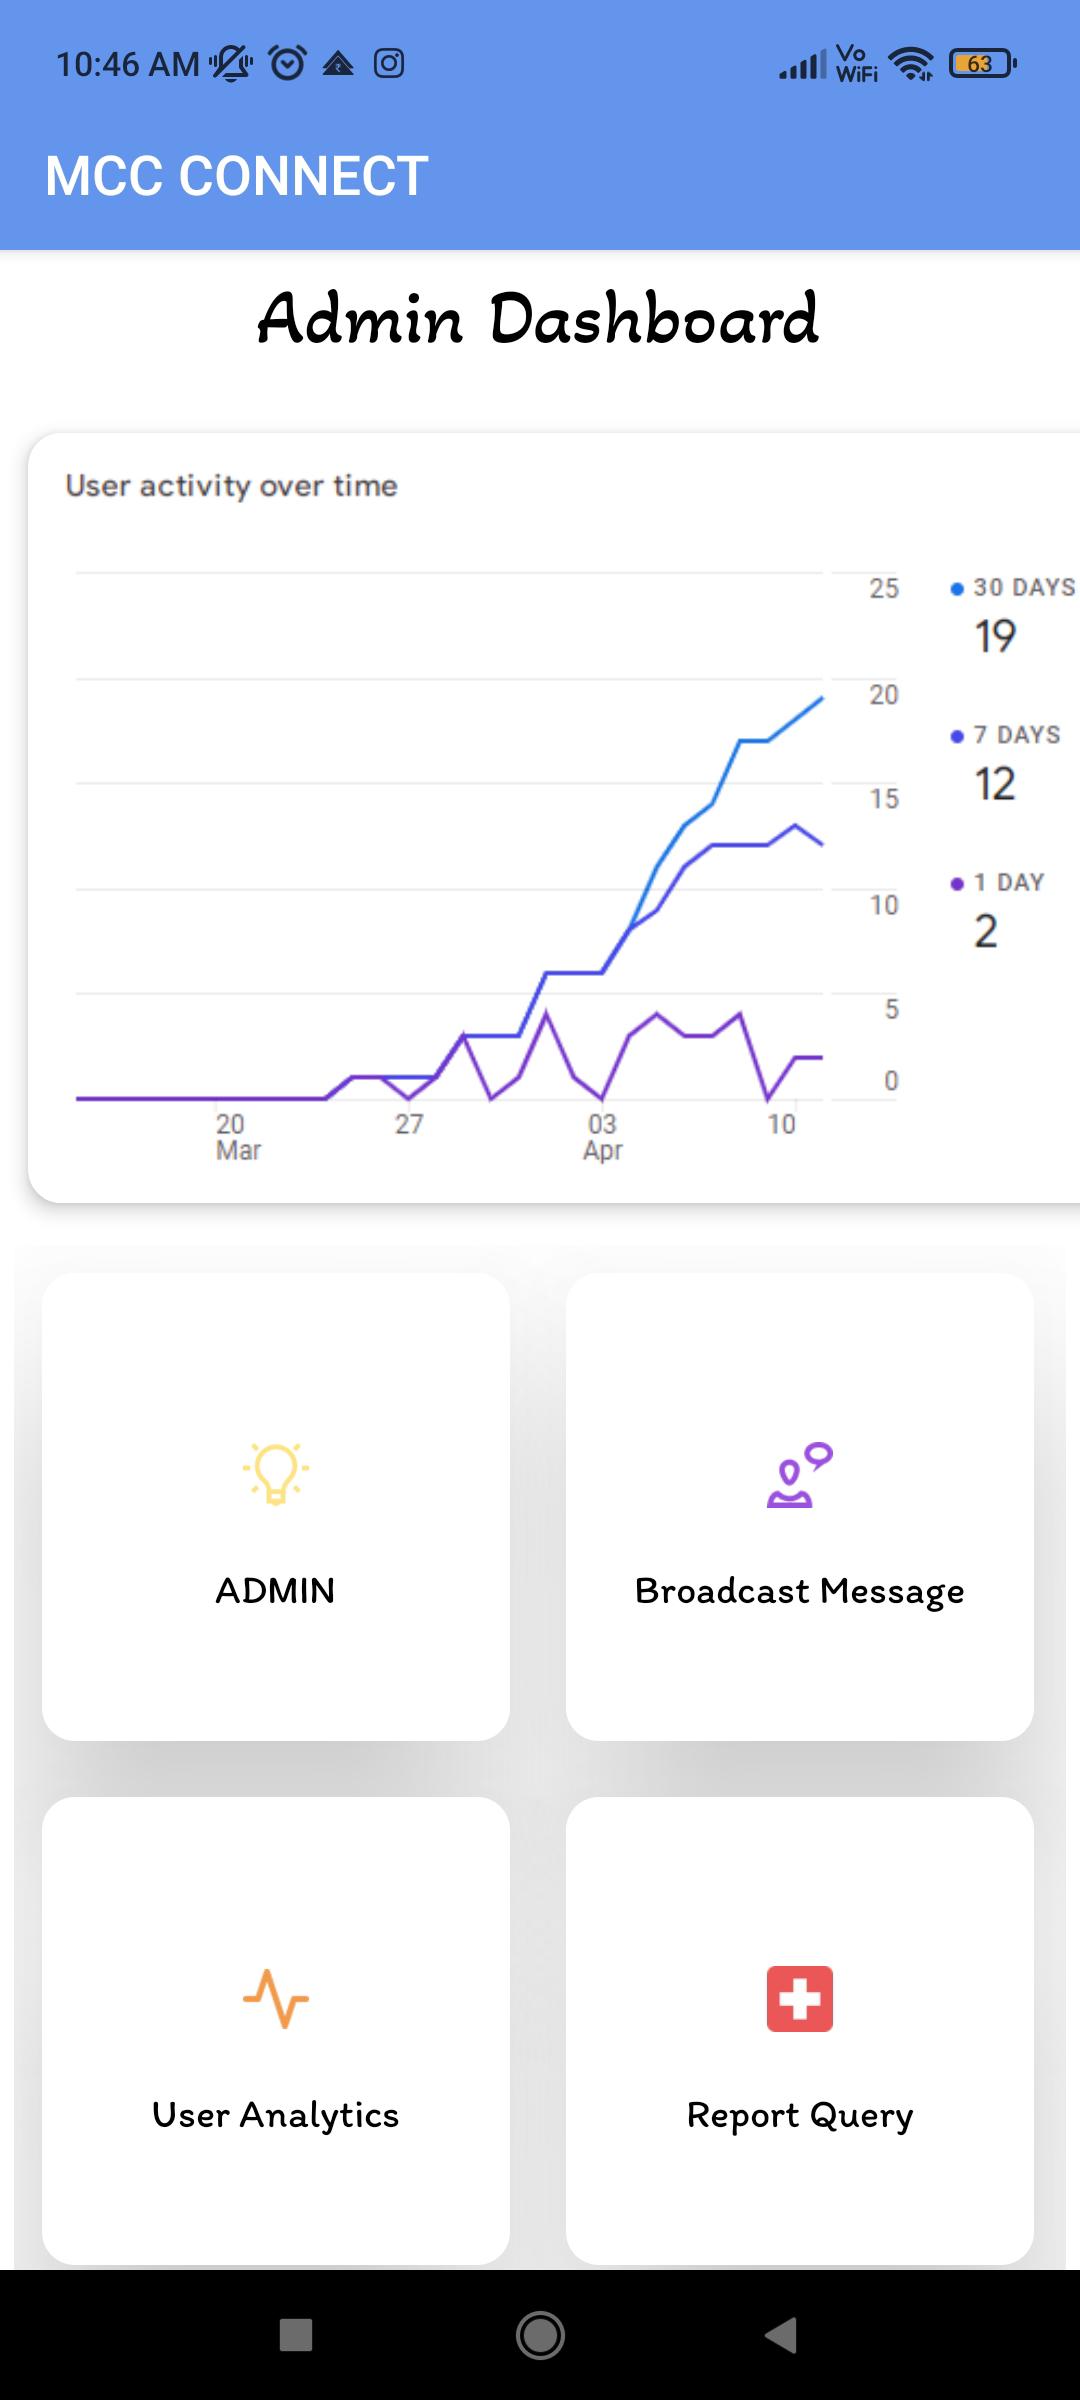 10:46 AM
Vo
WiFi
63
MCC CONNECT
Admin Dashboard
User activity over time
25
20
15
10
5
0
20
Mar
27
03
Apr
10
30 DAYS
19
7 DAYS
12
1 DAY
2
ADMIN
Broadcast Message
User Analytics
Report Query